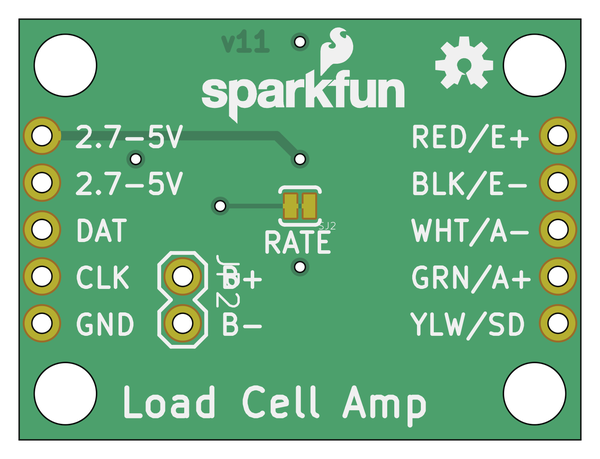 v11
sparkfun
2.7-5V
RED/E+
2.7-5V
BLK/E-
SJ2
DAT
WHT/A-
RATE
CLK
JP2
B+
GRN/A+
GND
B-
YLW/SD
Load Cell Amp